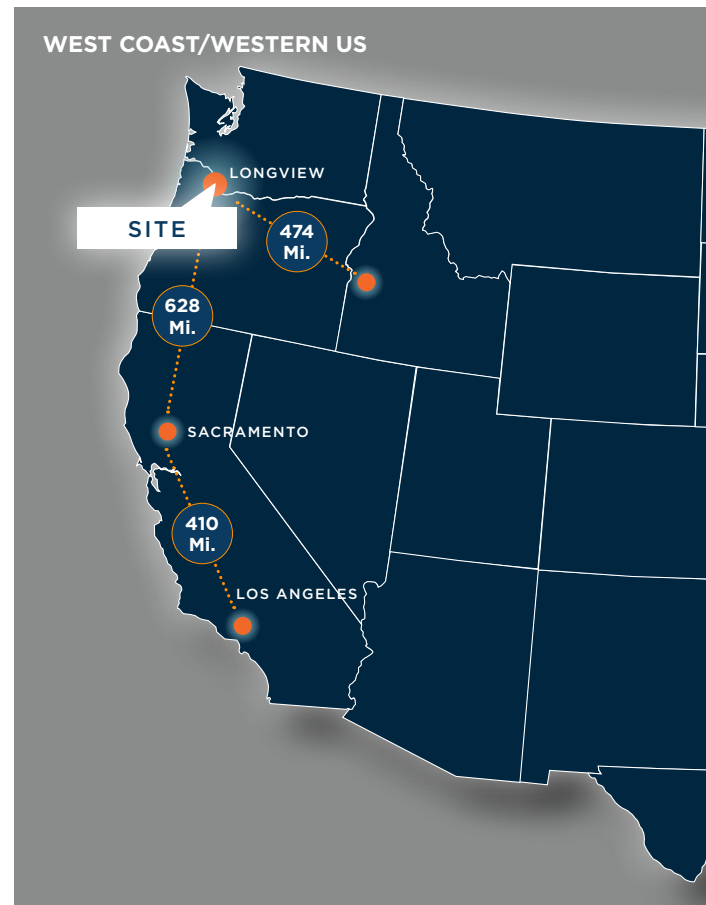 WEST COAST/WESTERN US
LONGVIEW
SITE
474
Mi.
628
Mi.
SACRAMENTO
410
Mi.
LOS ANGELES